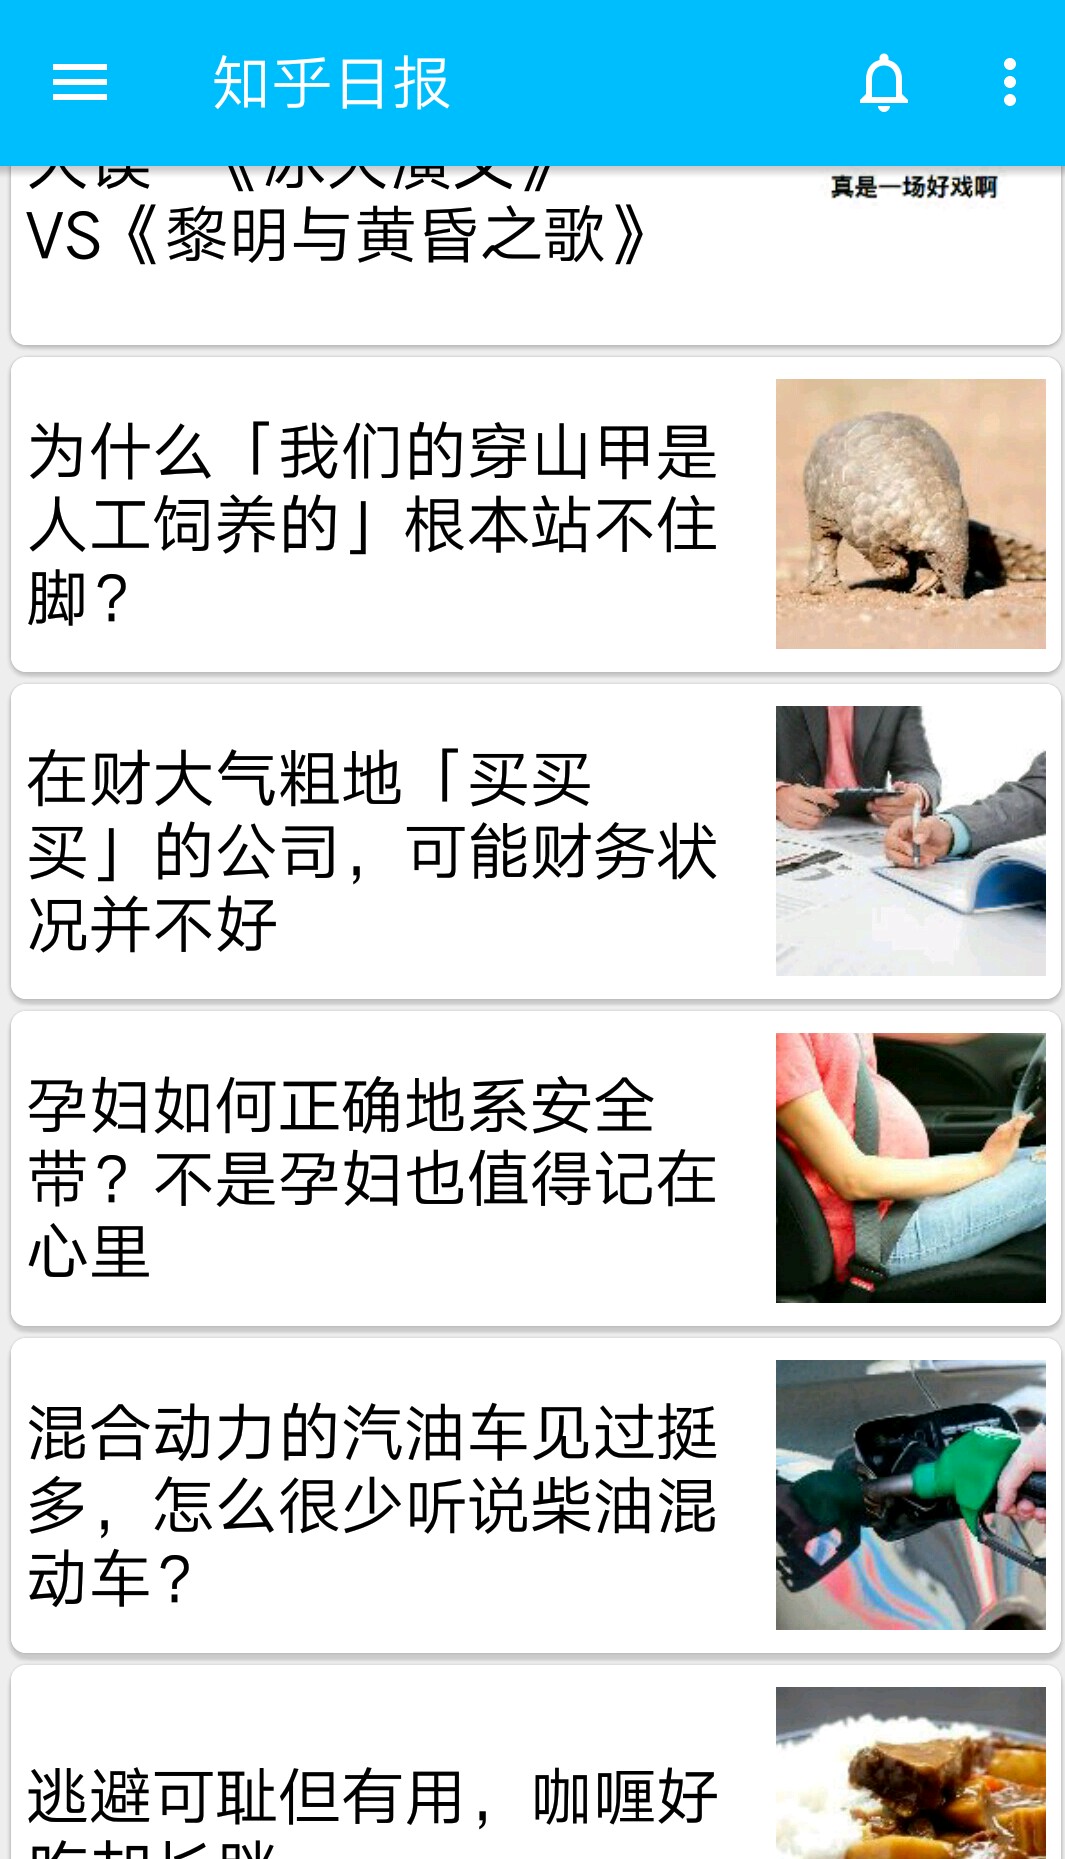 知乎日报
《冰火演义》
VS《黎明与黄昏之歌》
真是一场好戏啊
为什么「我们的穿山甲是
人工饲养的」根本站不住
脚？
在财大气粗地「买买
买」的公司，可能财务状
况并不好
孕妇如何正确地系安全
带？不是孕妇也值得记在
心里
混合动力的汽油车见过挺
多，怎么很少听说柴油混
动车？
逃避可耻但有用，咖喱好